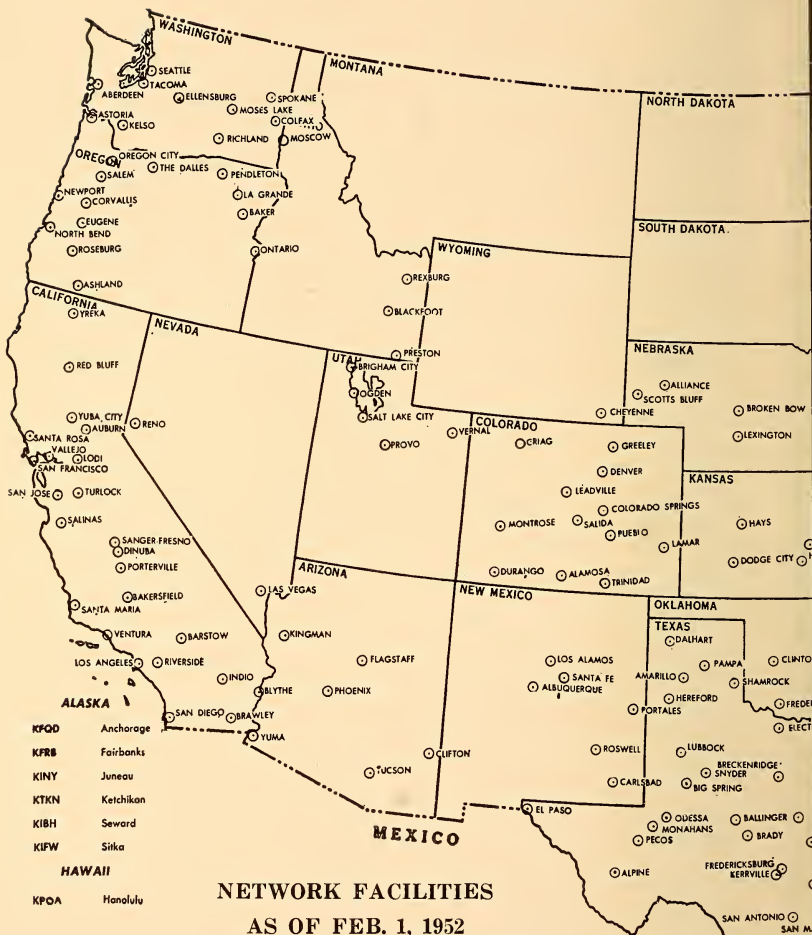 WASHINGTON
MONTANA
NORTH DAKOTA
SEATTLE
TACOMA
ABERDEEN
ELLENSBURG
SPOKANE
MOSES LAKE
COLFAX
ASTORIA
KELSO
RICHLAND
MOSCOW
OREGON
OREGON CITY
THE DALLES
SALEM
PENDLETON
NEWPORT
LA GRANDE
CORVALLIS
BAKER
EUGENE
NORTH BEND
SOUTH DAKOTA
ROSEBURG
ONTARIO
WYOMING
REXBURG
ASHLAND
CALIFORNIA
YREKA
BLACKFOOT
NEVADA
NEBRASKA
UTAH
PRESTON
RED BLUFF
BRIGHAM CITY
ALLIANCE
OGDEN
SCOTTS BLUFF
CHEYENNE
BROKEN BOW
YUBA CITY
SALT LAKE CITY
COLORADO
RENO
AUBURN
SANTA ROSA
VERNAL
LEXINGTON
VALLEJO
PROVO
CRIAG
GREELEY
LODI
SAN FRANCISCO
DENVER
KANSAS
SAN JOSE
TURLOCK
LEADVILLE
COLORADO SPRINGS
SALINAS
MONTROSE
SALIDA
HAYS
PUEBLO
SANGER-FRESNO
LAMAR
DINUBA
DODGE CITY
PORTERVILLE
ARIZONA
DURANGO
ALAMOSA
TRINIDAD
LAS VEGAS
NEW MEXICO
BAKERSFIELD
OKLAHOMA
SANTA MARIA
TEXAS
VENTURA
BARSTOW
KINGMAN
DALHART
LOS ANGELES
RIVERSIDE
FLAGSTAFF
LOS ALAMOS
PAMPA
CLINTO
INDIO
SANTA FE
AMARILLO
SHAMROCK
BLYTHE
PHOENIX
ALBUQUERQUE
HEREFORD
FREDE
PORTALES
SAN DIEGO
BRAWLEY
ELECT
YUMA
CLIFTON
ROSWELL
LUBBOCK
BRECKENRIDGE
TUCSON
SNYDER
CARLSBAD
BIG SPRING
EL PASO
ODESSA
BALLINGER
MONAHANS
MEXICO
PECOS
BRADY
ALPINE
FREDERICKSBURG
KERRVILLE
SAN ANTONIO
SAN M
ALASKA
KFQD Anchorage
KFRB Fairbanks
KINY Juneau
KTKN Ketchikan
KIBH Seward
KIFW Sitka
HAWAII
KPOA Honolulu
NETWORK FACILITIES
AS OF FEB. 1, 1952